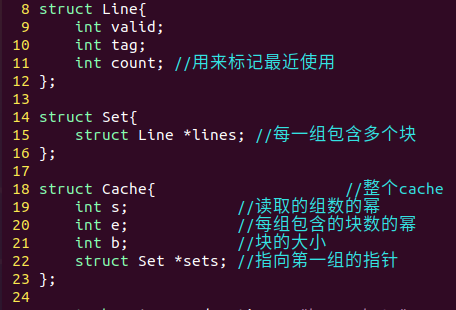 8 struct Line{
9     int valid;
10     int tag;
11     int count; //用来标记最近使用
12 };
13
14 struct Set{
15     struct Line *lines; //每一组包含多个块
16 };
17
18 struct Cache{                    //整个cache
19     int s;           //读取的组数的幂
20     int e;           //每组包含的块数的幂
21     int b;           //块的大小
22     struct Set *sets; //指向第一组的指针
23 };
24